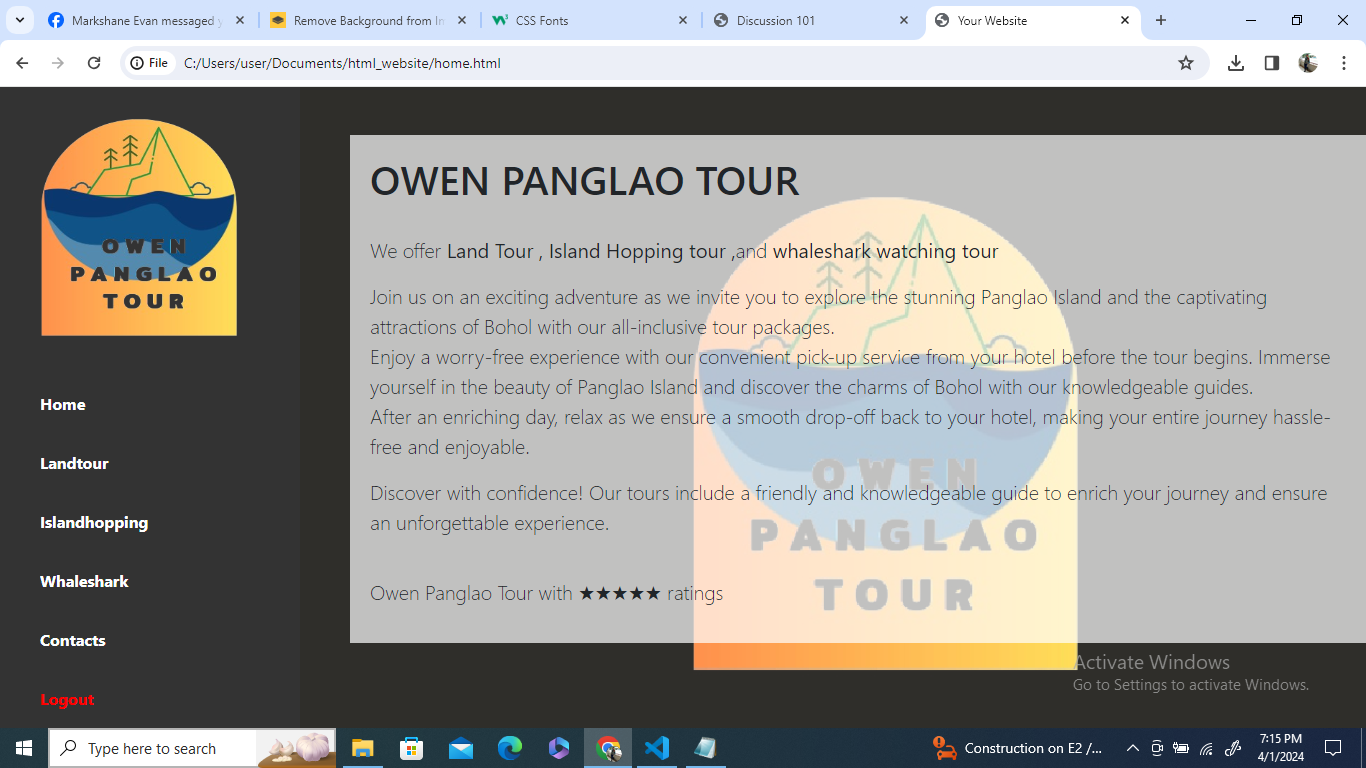 Markshane Evan messaged y
Remove Background from Im
CSS Fonts
Discussion 101
Your Website
File
C:/Users/user/Documents/html_website/home.html
OWEN
PANGLAO
TOUR
Home
Landtour
Islandhopping
Whaleshark
Contacts
Logout
OWEN PANGLAO TOUR
We offer Land Tour , Island Hopping tour ,and whaleshark watching tour
Join us on an exciting adventure as we invite you to explore the stunning Panglao Island and the captivating
attractions of Bohol with our all-inclusive tour packages.
Enjoy a worry-free experience with our convenient pick-up service from your hotel before the tour begins. Immerse
yourself in the beauty of Panglao Island and discover the charms of Bohol with our knowledgeable guides.
After an enriching day, relax as we ensure a smooth drop-off back to your hotel, making your entire journey hassle-
free and enjoyable.
Discover with confidence! Our tours include a friendly and knowledgeable guide to enrich your journey and ensure
an unforgettable experience.
Owen Panglao Tour with ★★★★★ ratings
OWEN
PANGLAO
TOUR
Activate Windows
Go to Settings to activate Windows.
Type here to search
Construction on E2 /...
7:15 PM
4/1/2024